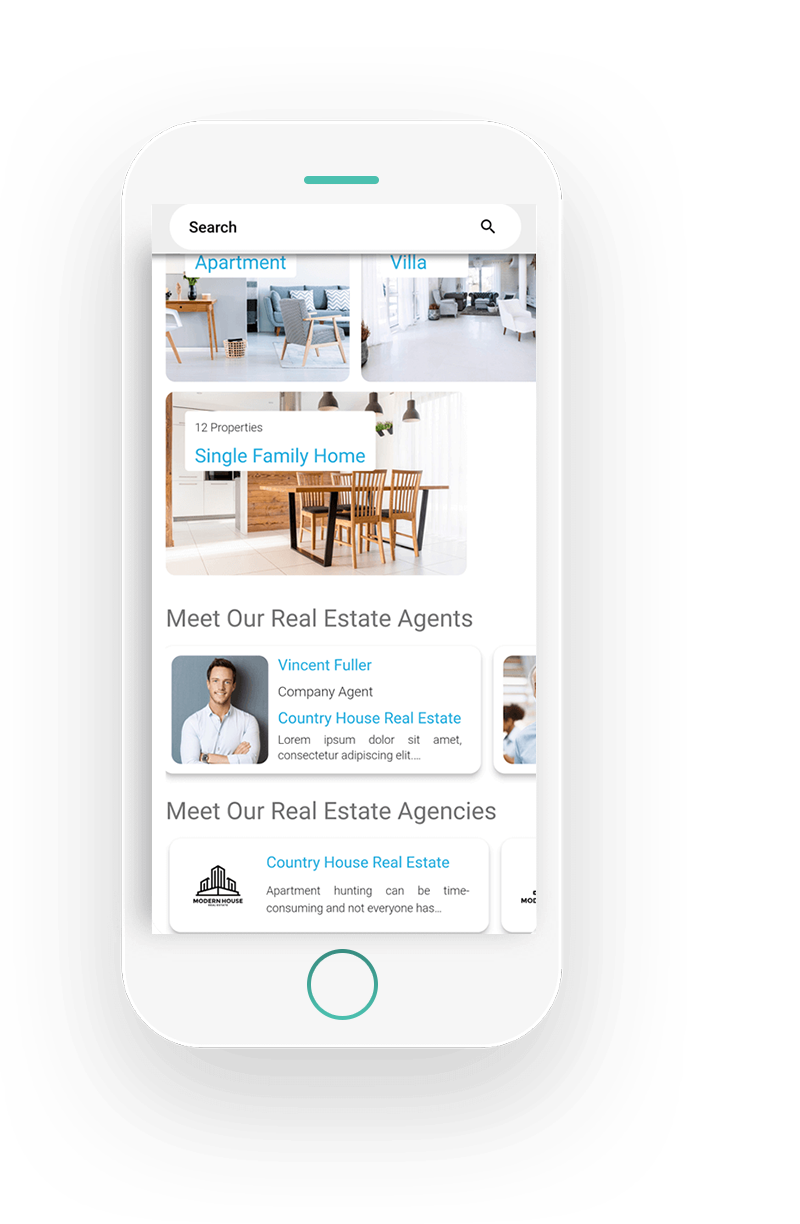 Search
Apartment
Villa
12 Properties
Single Family Home
Meet Our Real Estate Agents
Vincent Fuller
Company Agent
Country House Real Estate
Lorem ipsum dolor sit amet,
consectetur adipiscing elit....
Meet Our Real Estate Agencies
Country House Real Estate
Apartment hunting can be time-
consuming and not everyone has...
MODERN HOUSE
REAL ESTATE
MOD